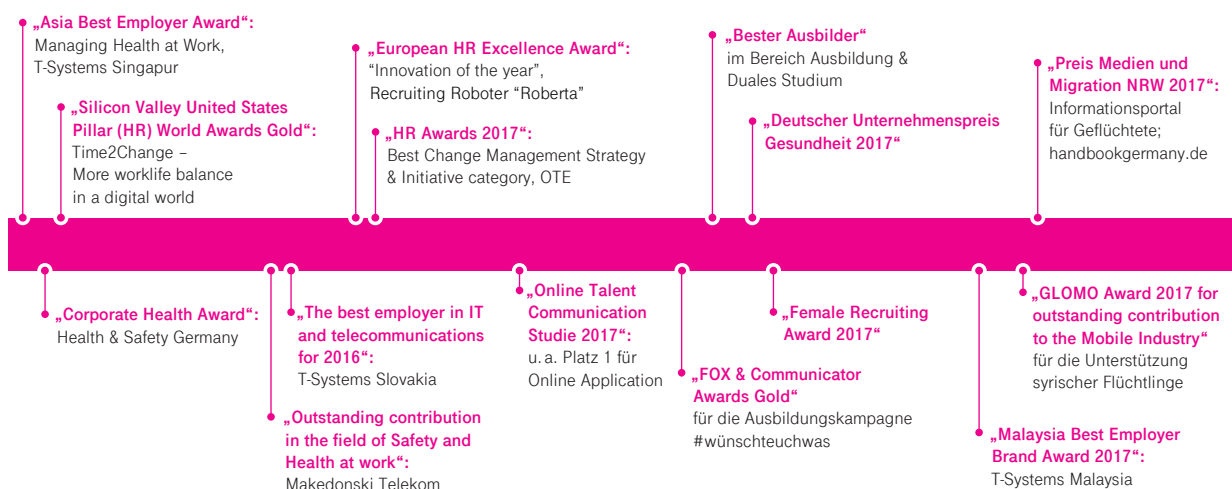 „Asia Best Employer Award“:
Managing Health at Work,
T-Systems Singapur
„Silicon Valley United States
Pillar (HR) World Awards Gold“:
Time2Change –
More worklife balance
in a digital world
„European HR Excellence Award“:
“Innovation of the year”,
Recruiting Roboter “Roberta”
„HR Awards 2017“:
Best Change Management Strategy
& Initiative category, OTE
„Bester Ausbilder“
im Bereich Ausbildung &
Duales Studium
„Deutscher Unternehmenspreis
Gesundheit 2017“
„Preis Medien und
Migration NRW 2017“:
Informationsportal
für Geflüchtete;
handbookgermany.de
„Corporate Health Award“:
Health & Safety Germany
„Outstanding contribution
in the field of Safety and
Health at work“:
Makedonski Telekom
„The best employer in IT
and telecommunications
for 2016“:
T-Systems Slovakia
„Online Talent
Communication
Studie 2017“:
u. a. Platz 1 für
Online Application
„FOX & Communicator
Awards Gold“
für die Ausbildungskampagne
#wünschteuchwas
„Female Recruiting
Award 2017“
„Malaysia Best Employer
Brand Award 2017“:
T-Systems Malaysia
„GLOMO Award 2017 for
outstanding contribution
to the Mobile Industry“
für die Unterstützung
syrischer Flüchtlinge